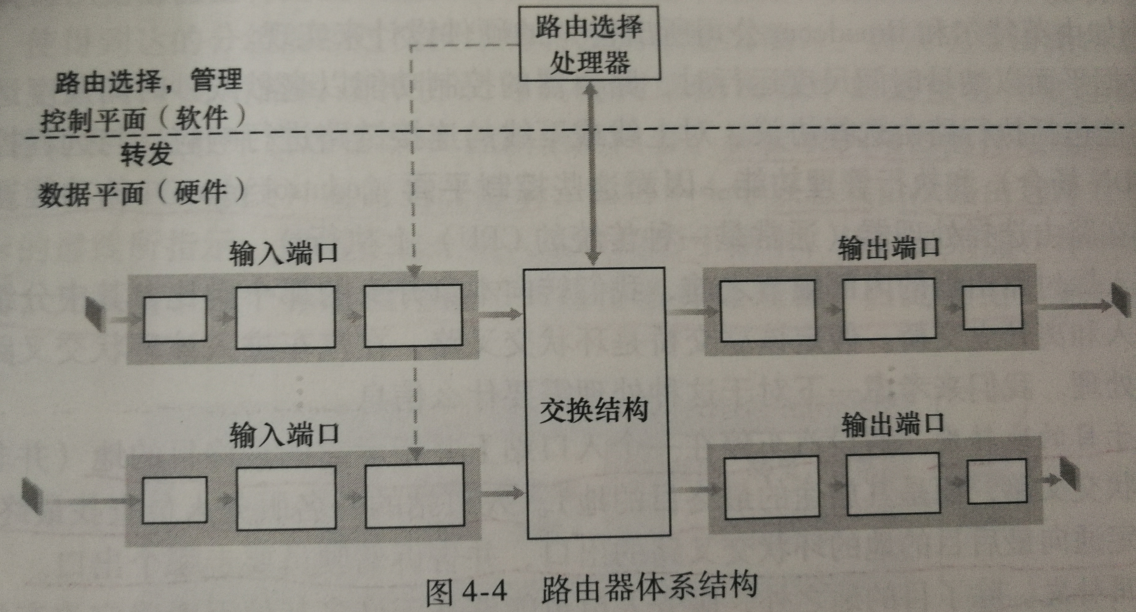 路由选择
处理器
路由选择，管理
控制平面（软件）
转发
数据平面（硬件
输入端口
输出端口
输入端口
交换结构
输出端口
图 4-4 路由器体系结构